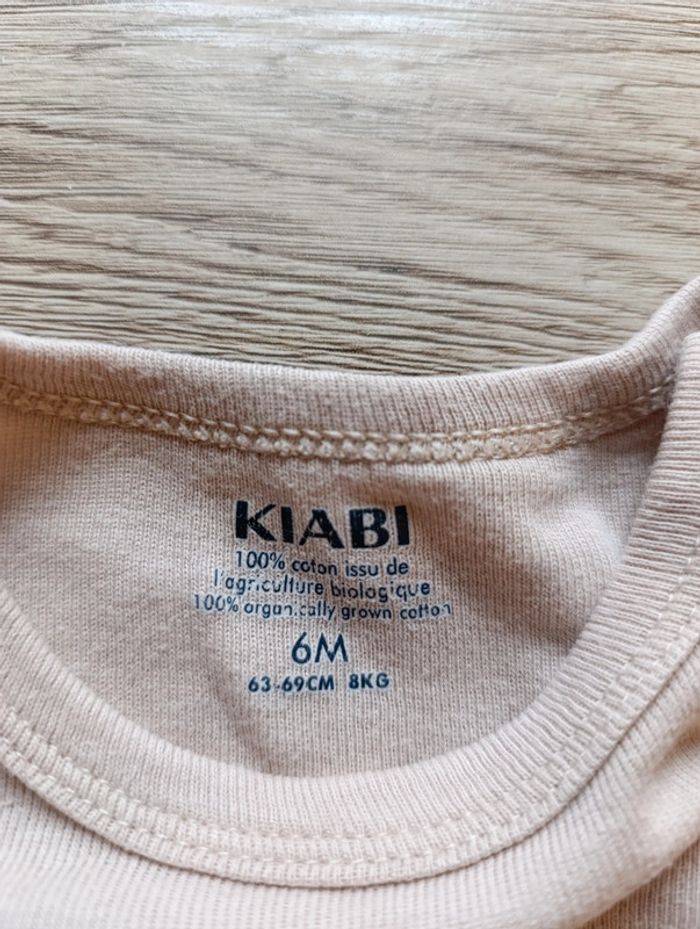 KIABI
100% coton issu de
l'agriculture biologique
100% organically grown cotton
6M
63-69CM 8KG